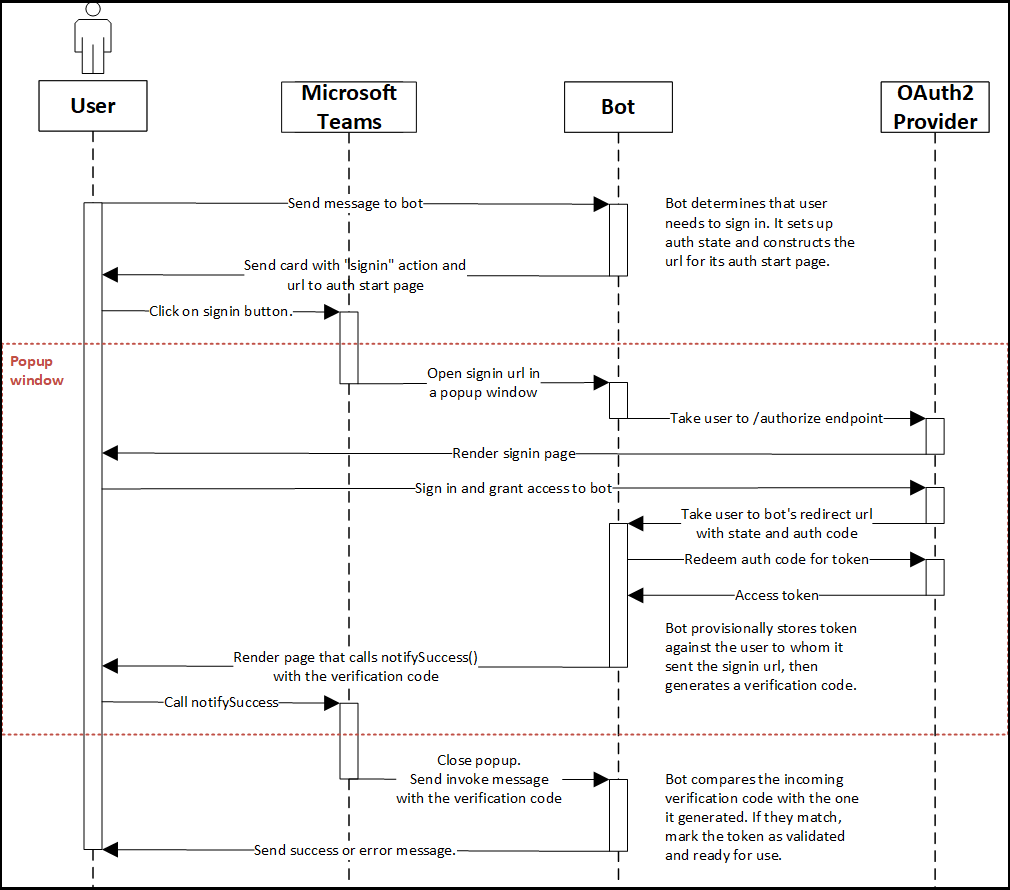 User
Microsoft
Teams
Bot
OAuth2
Provider
Send message to bot
Bot determines that user
needs to sign in. It sets up
auth state and constructs the
url for its auth start page.
Send card with "signin" action and
url to auth start page
Click on signin button.
Popup
window
Open signin url in
a popup window
Take user to /authorize endpoint
Render signin page
Sign in and grant access to bot
Take user to bot's redirect url
with state and auth code
Redeem auth code for token
Access token
Bot provisionally stores token
against the user to whom it
sent the signin url, then
generates a verification code.
Render page that calls notifySuccess()
with the verification code
Call notifySuccess
Close popup.
Send invoke message
with the verification code
Bot compares the incoming
verification code with the one
it generated. If they match,
mark the token as validated
and ready for use.
Send success or error message.